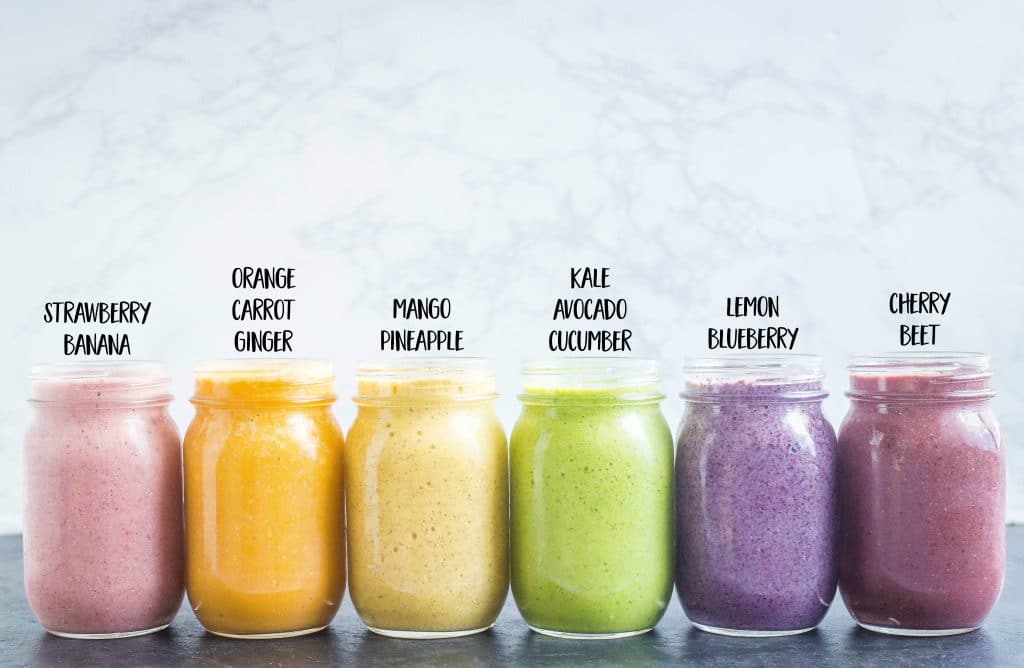 STRAWBERRY
BANANA
ORANGE
CARROT
GINGER
MANGO
PINEAPPLE
KALE
AVOCADO
CUCUMBER
LEMON
BLUEBERRY
CHERRY
BEET